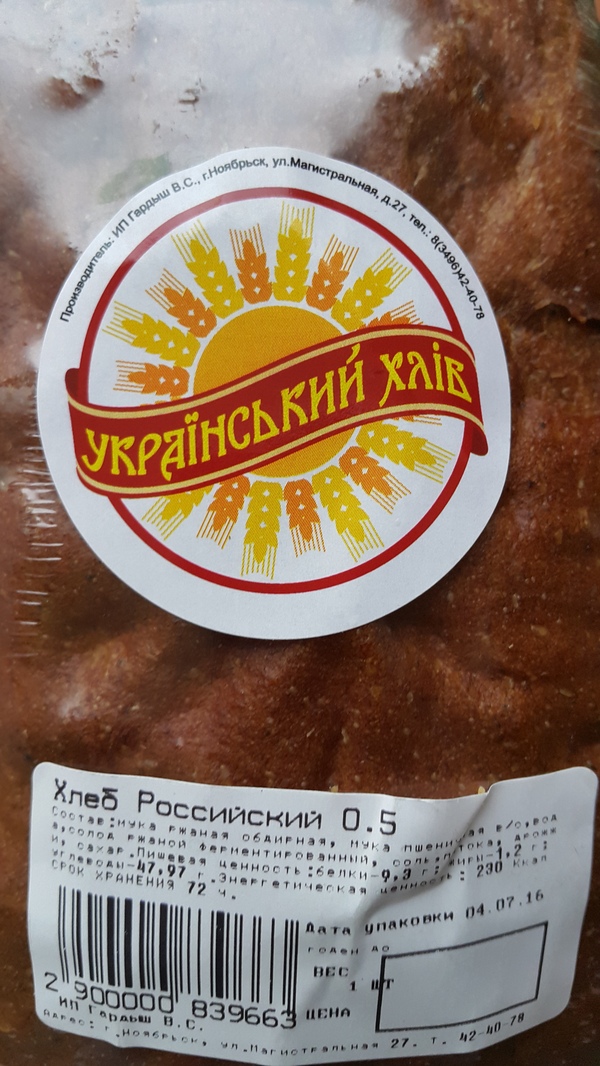 Производитель: ИП Гардыш В.С., г.Ноябрьск, ул.Магистральная, д.27, тел.: 8(3496)42-40-78
УКРАЇНСЬКИЙ ХЛІВ
Хлеб Российский 0.5
Состав:мука ржаная обдирная, мука пшеничная в/с,вод
а,солод ржаной ферментированный, соль,патока, дрожж
и, сахар.Пищевая ценность:белки-9,3 г; жиры-1,2 г;
углеводы-47,97 г.Энергетическая ценность: 230 Ккал
СРОК ХРАНЕНИЯ 72 ч.
Дата упаковки 04.07.16
годен до
ВЕС 1 ШТ
ЦЕНА
2 900000 839663
ИП Гардыш В.С.
Адрес: г.Ноябрьск, ул.Магистральная 27. т. 42-40-78